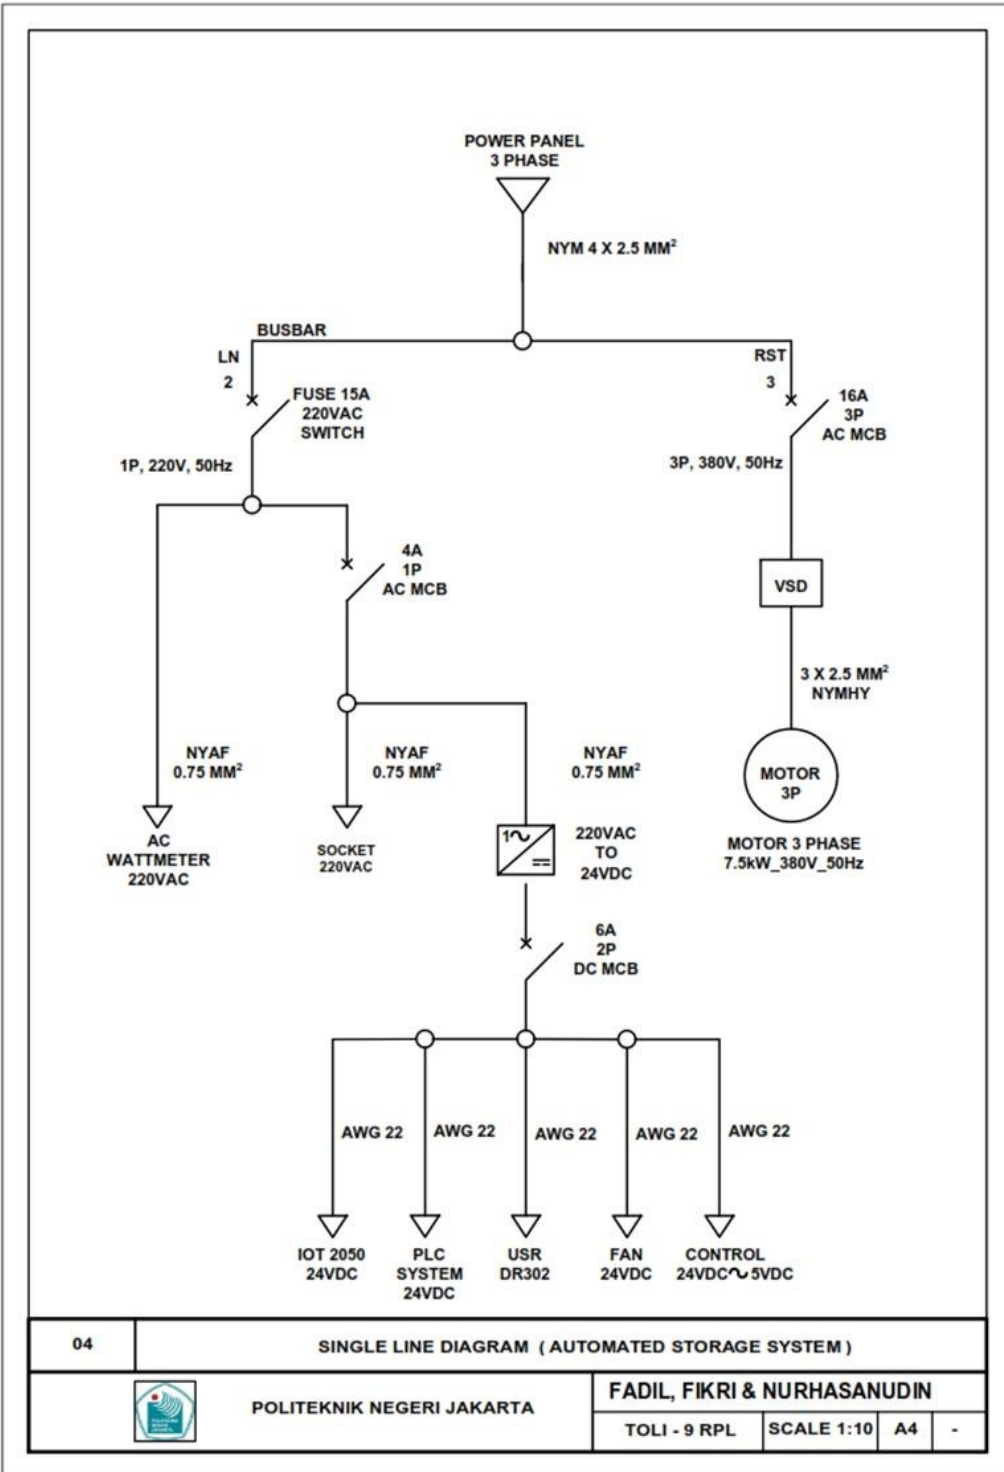 POWER PANEL
3 PHASE
NYM 4 X 2.5 MM²
BUSBAR
LN
2
FUSE 15A
220VAC
SWITCH
1P, 220V, 50Hz
RST
3
16A
3P
AC MCB
3P, 380V, 50Hz
4A
1P
AC MCB
VSD
3 X 2.5 MM²
NYMHY
NYAF
0.75 MM²
NYAF
0.75 MM²
NYAF
0.75 MM²
MOTOR
3P
AC
WATTMETER
220VAC
SOCKET
220VAC
1
220VAC
TO
24VDC
MOTOR 3 PHASE
7.5kW_380V_50Hz
6A
2P
DC MCB
AWG 22
AWG 22
AWG 22
AWG 22
AWG 22
IOT 2050
24VDC
PLC
SYSTEM
24VDC
USR
DR302
FAN
24VDC
CONTROL
24VDC∿5VDC
04
SINGLE LINE DIAGRAM ( AUTOMATED STORAGE SYSTEM )
POLITEKNIK NEGERI JAKARTA
FADIL, FIKRI & NURHASANUDIN
TOLI - 9 RPL
SCALE 1:10
A4
-